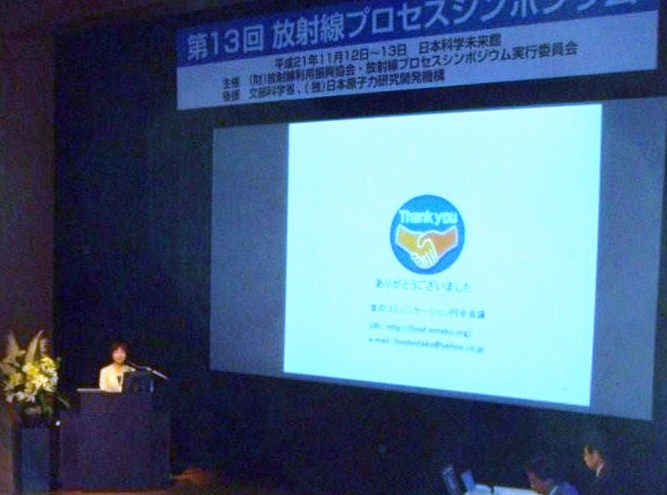 第13回 放射線プロセスシンポジウム
平成21年11月12日～13日 日本科学未来館
主催 (財)放射線利用振興協会・放射線プロセスシンポジウム実行委員会
後援 文部科学省、(独)日本原子力研究開発機構
Thank you
ありがとうございました
食のコミュニケーション円卓会議
URL: http://food.entaku.org/
e-mail: foodentaku@yahoo.co.jp